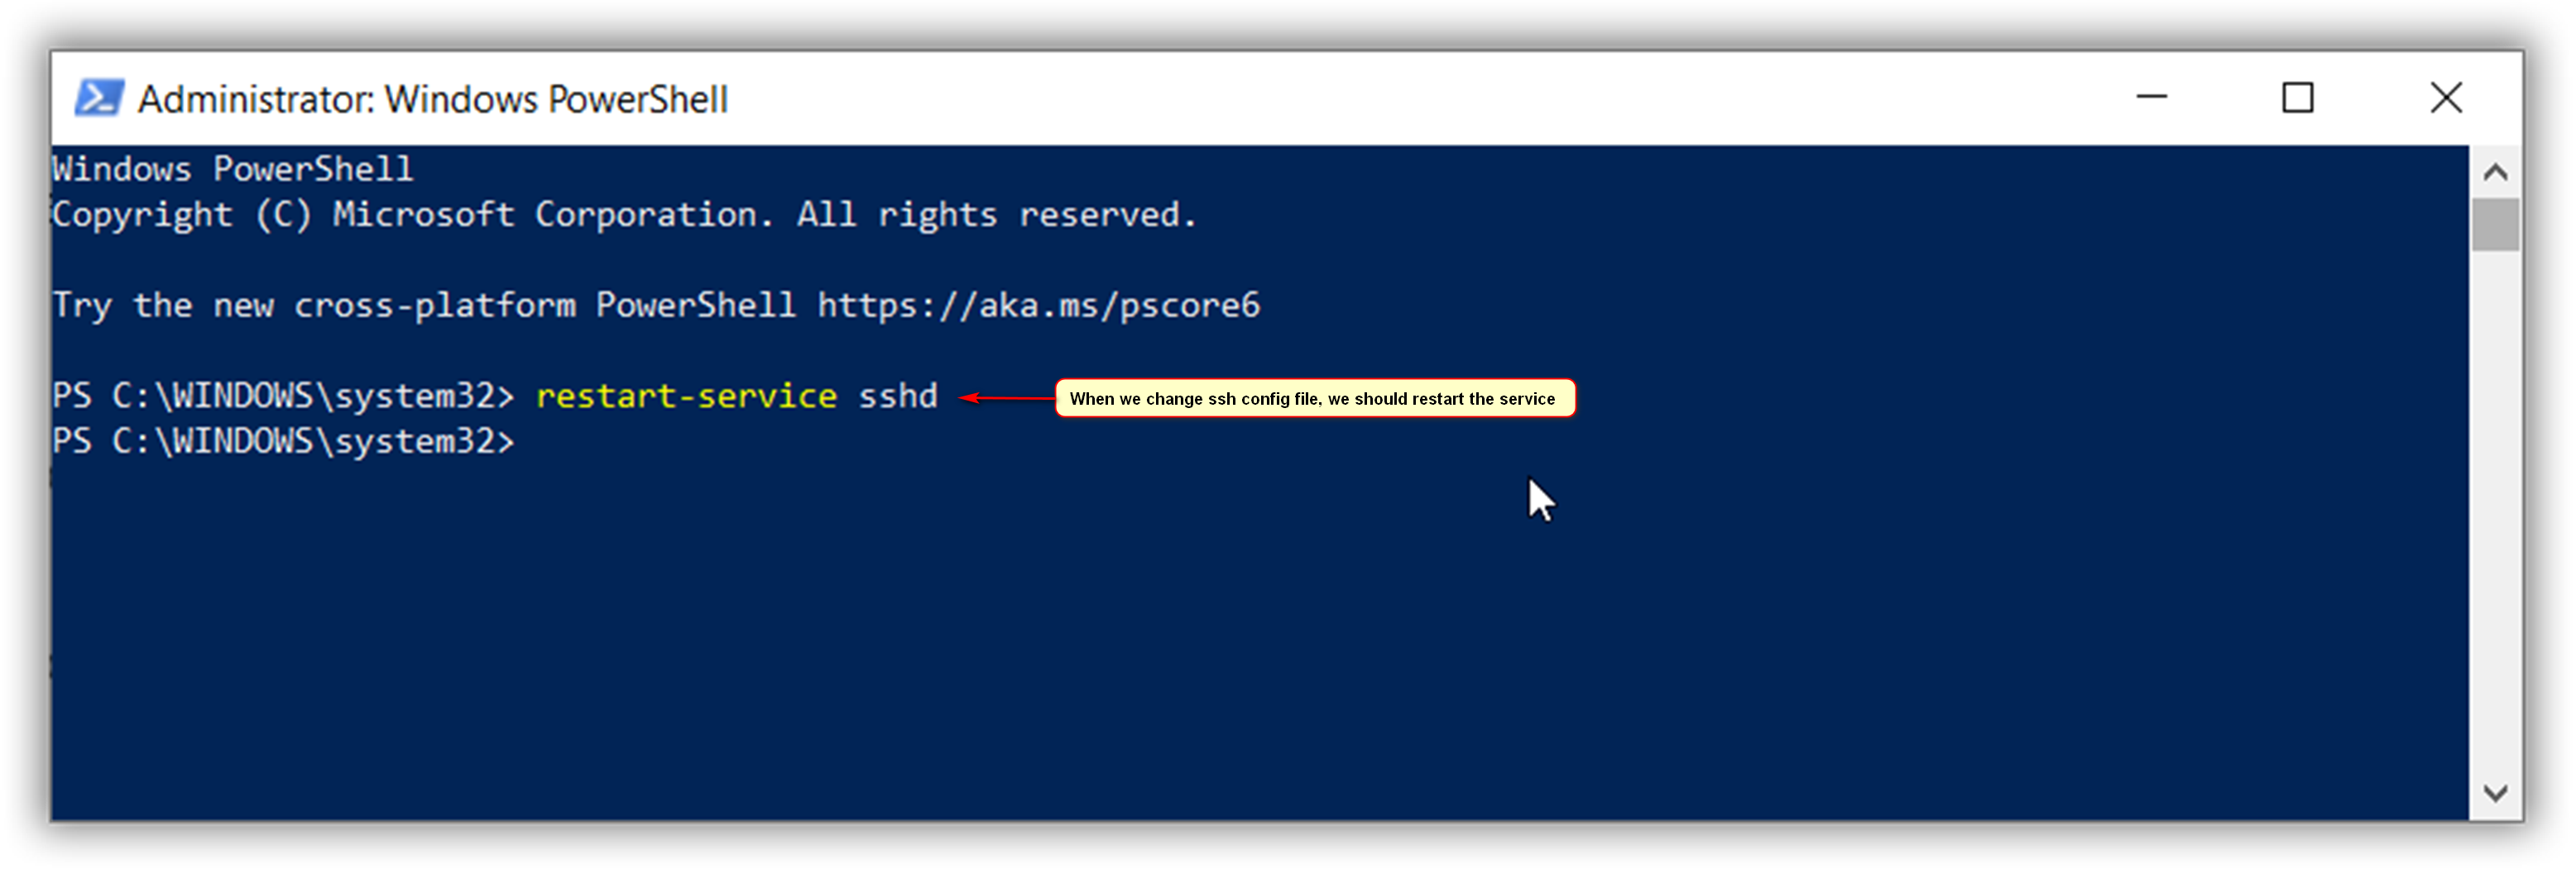 Administrator: Windows PowerShell
Windows PowerShell
Copyright (C) Microsoft Corporation. All rights reserved.
Try the new cross-platform PowerShell https://aka.ms/pscore6
PS C:\WINDOWS\system32> restart-service sshd
When we change ssh config file, we should restart the service
PS C:\WINDOWS\system32>